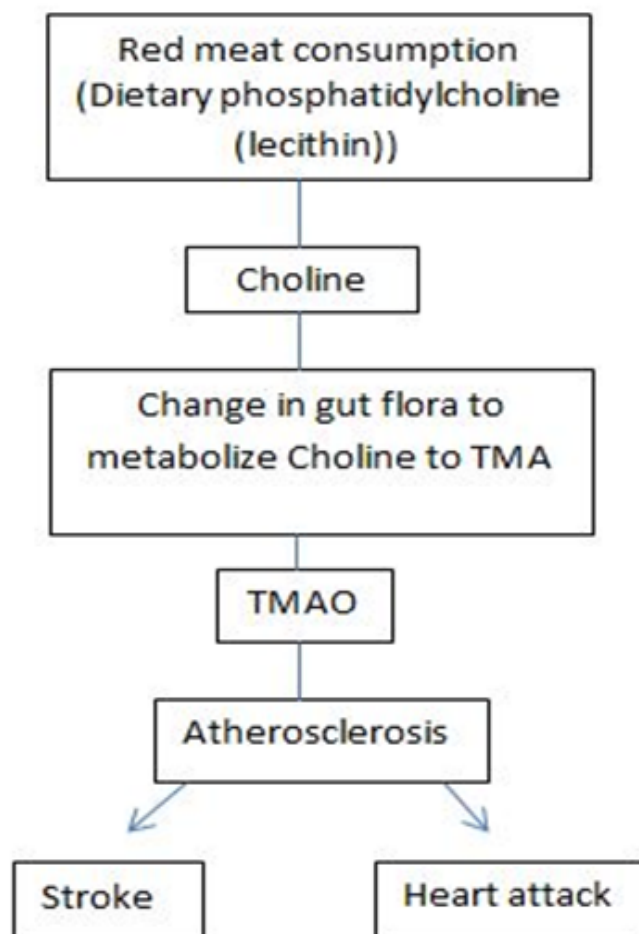 Red meat consumption
(Dietary phosphatidylcholine
(lecithin))
Choline
Change in gut flora to
metabolize Choline to TMA
TMAO
Atherosclerosis
Stroke
Heart attack